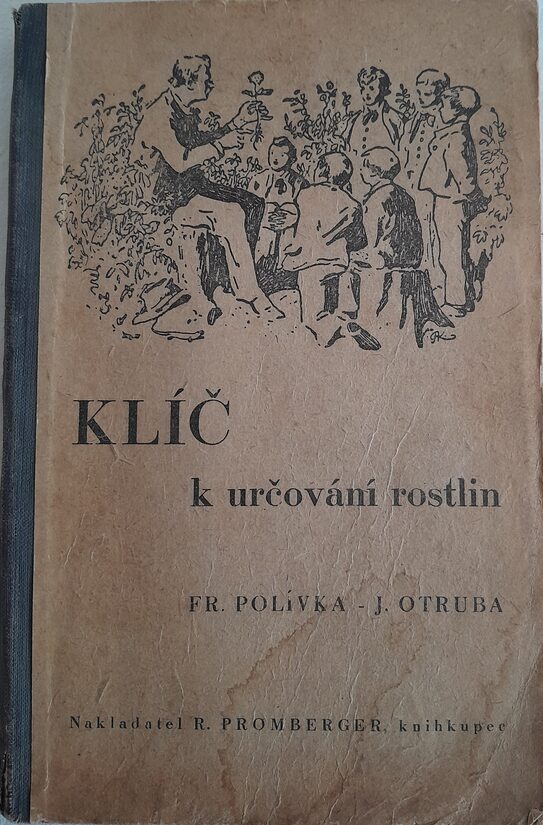 KLÍČ
k určování rostlin
FR. POLÍVKA - J. OTRUBA
Nakladatel R. PROMBERGER, knihkupec